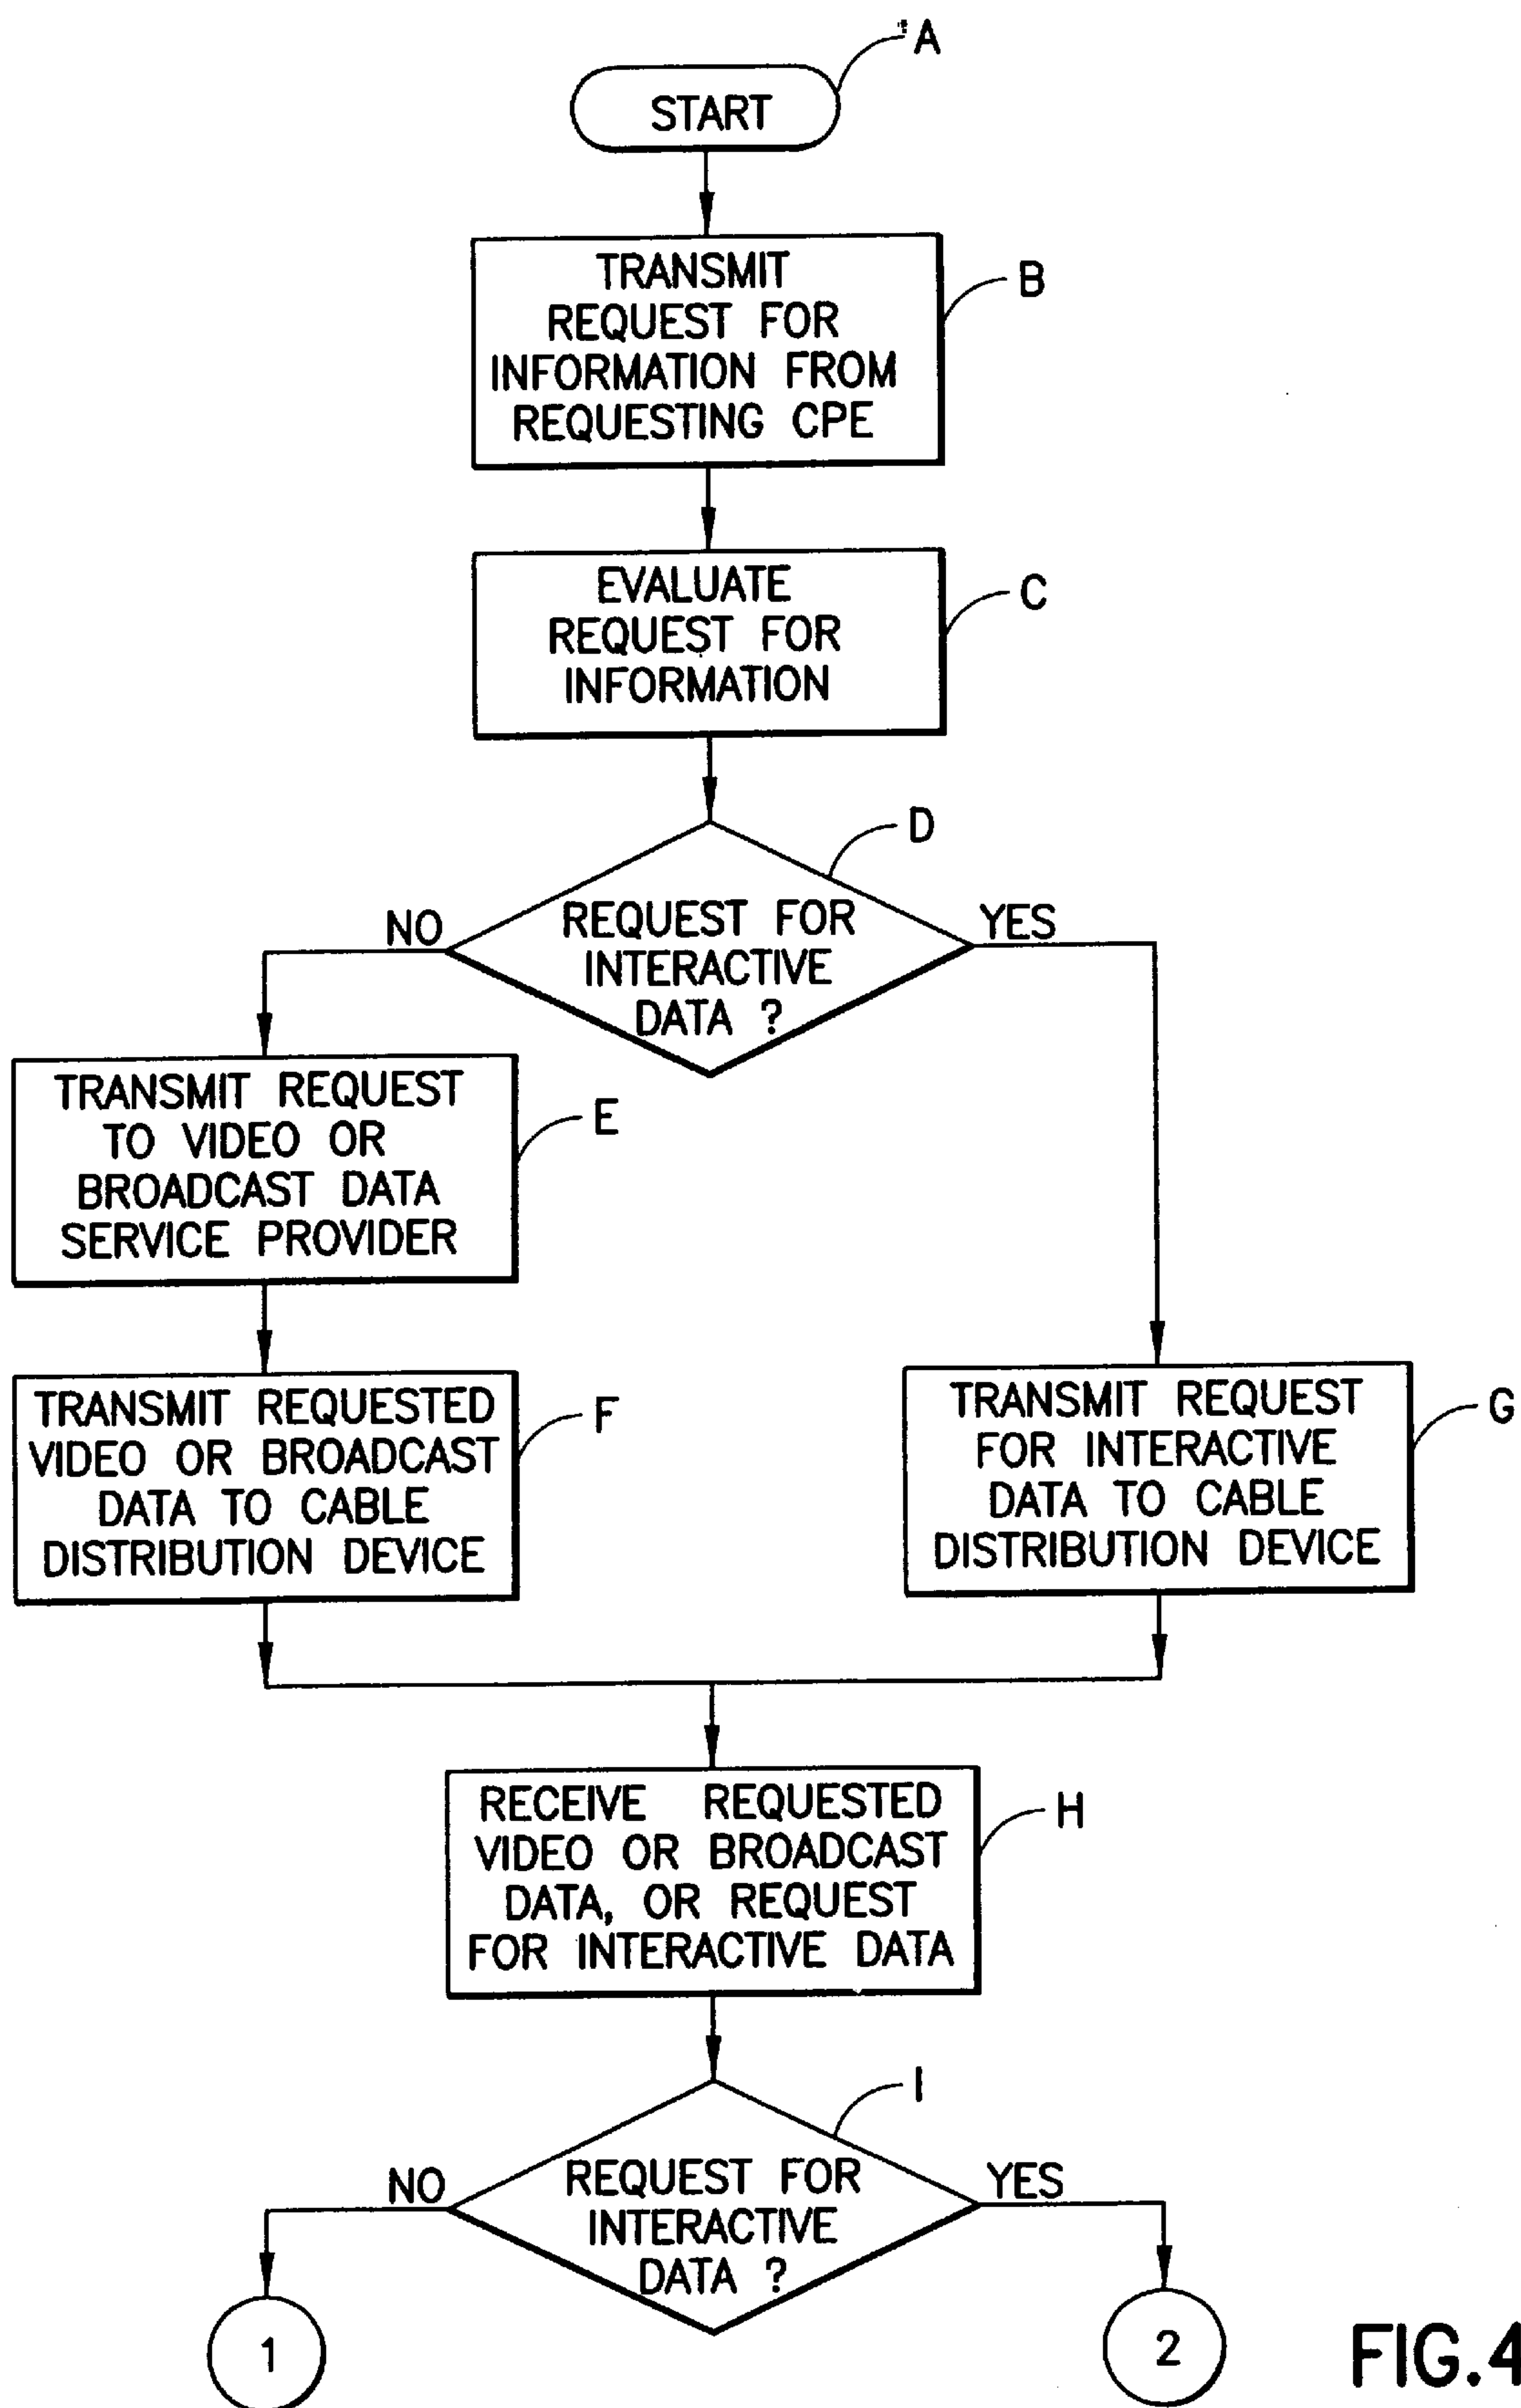 A
START
TRANSMIT
REQUEST FOR
INFORMATION FROM
REQUESTING CPE
B
EVALUATE
REQUEST FOR
INFORMATION
C
D
REQUEST FOR
INTERACTIVE
DATA ?
NO
YES
TRANSMIT REQUEST
TO VIDEO OR
BROADCAST DATA
SERVICE PROVIDER
E
TRANSMIT REQUESTED
VIDEO OR BROADCAST
DATA TO CABLE
DISTRIBUTION DEVICE
F
TRANSMIT REQUEST
FOR INTERACTIVE
DATA TO CABLE
DISTRIBUTION DEVICE
G
RECEIVE REQUESTED
VIDEO OR BROADCAST
DATA, OR REQUEST
FOR INTERACTIVE DATA
H
I
REQUEST FOR
INTERACTIVE
DATA ?
NO
YES
1
2
FIG.4